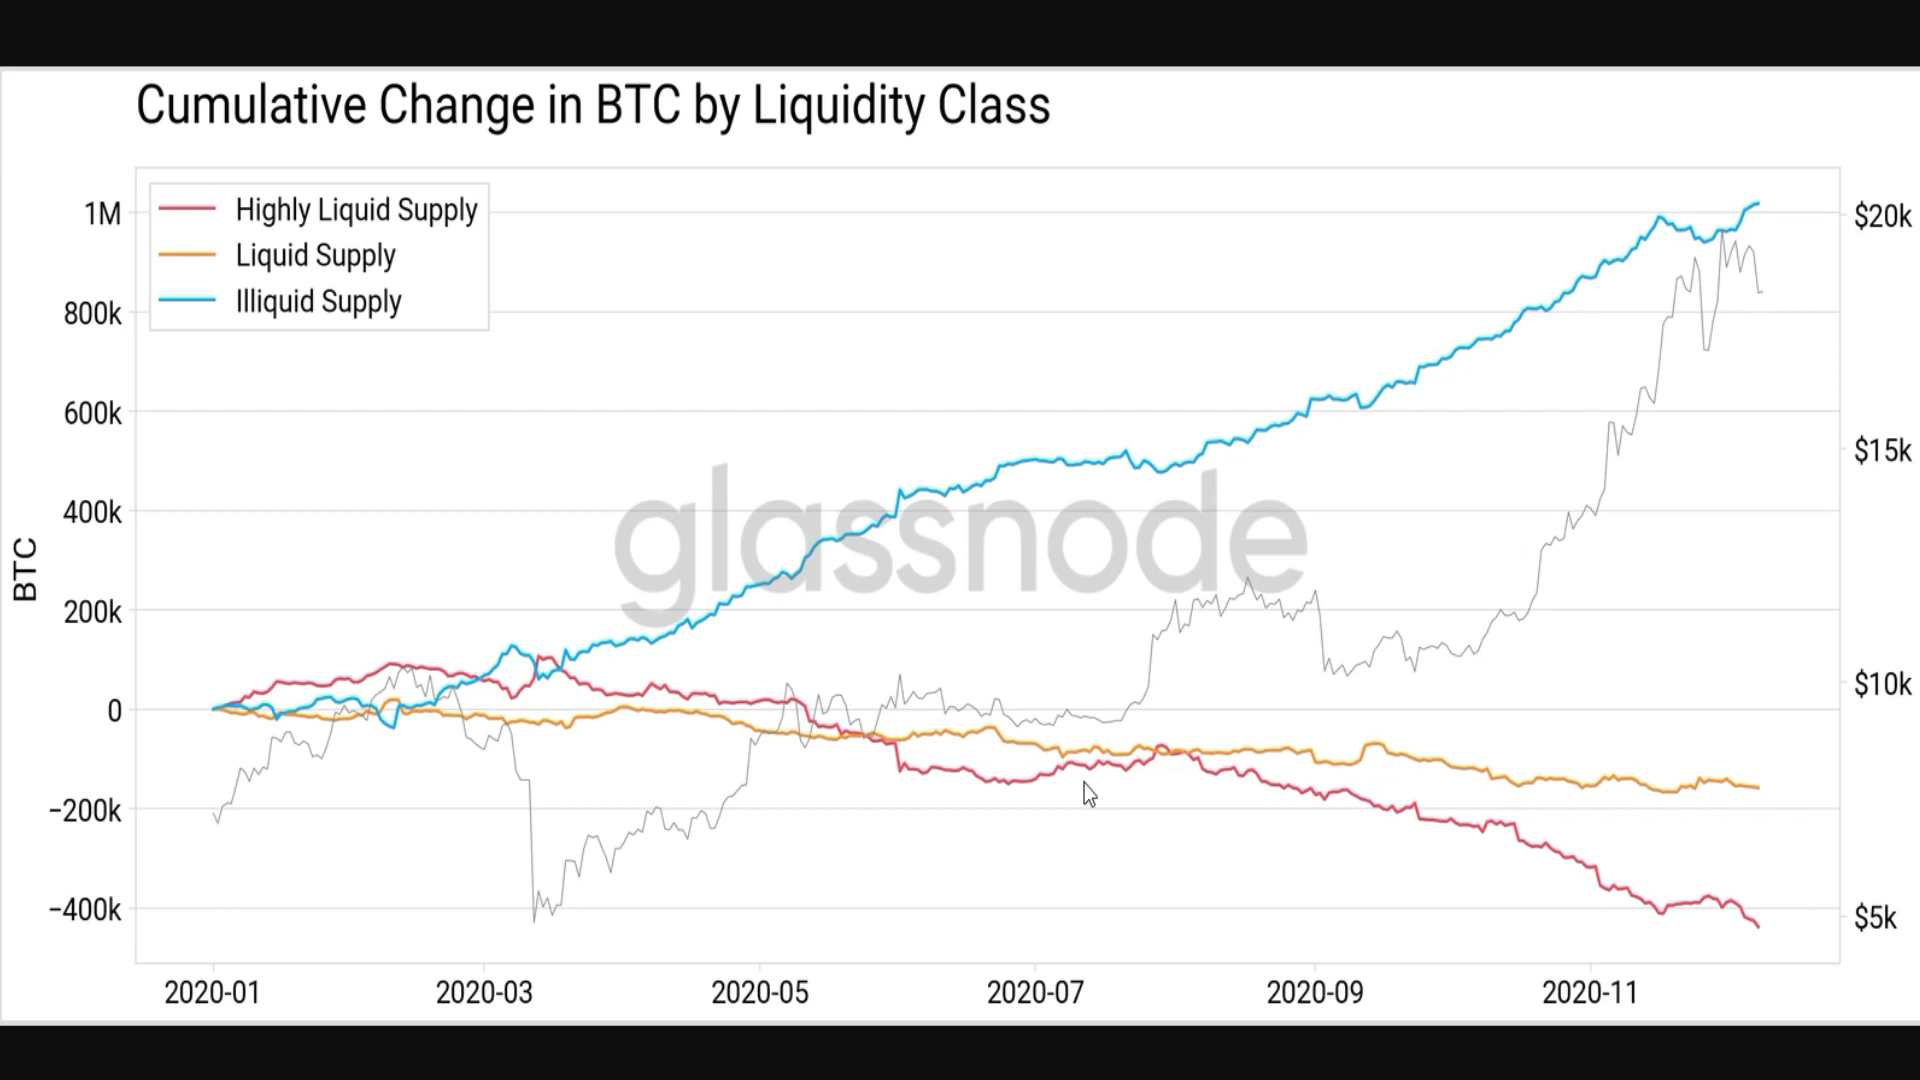 Cumulative Change in BTC by Liquidity Class
Highly Liquid Supply
Liquid Supply
Illiquid Supply
1M
800k
600k
400k
200k
0
−200k
−400k
BTC
$20k
$15k
$10k
$5k
glassnode
2020-01 2020-03 2020-05 2020-07 2020-09 2020-11